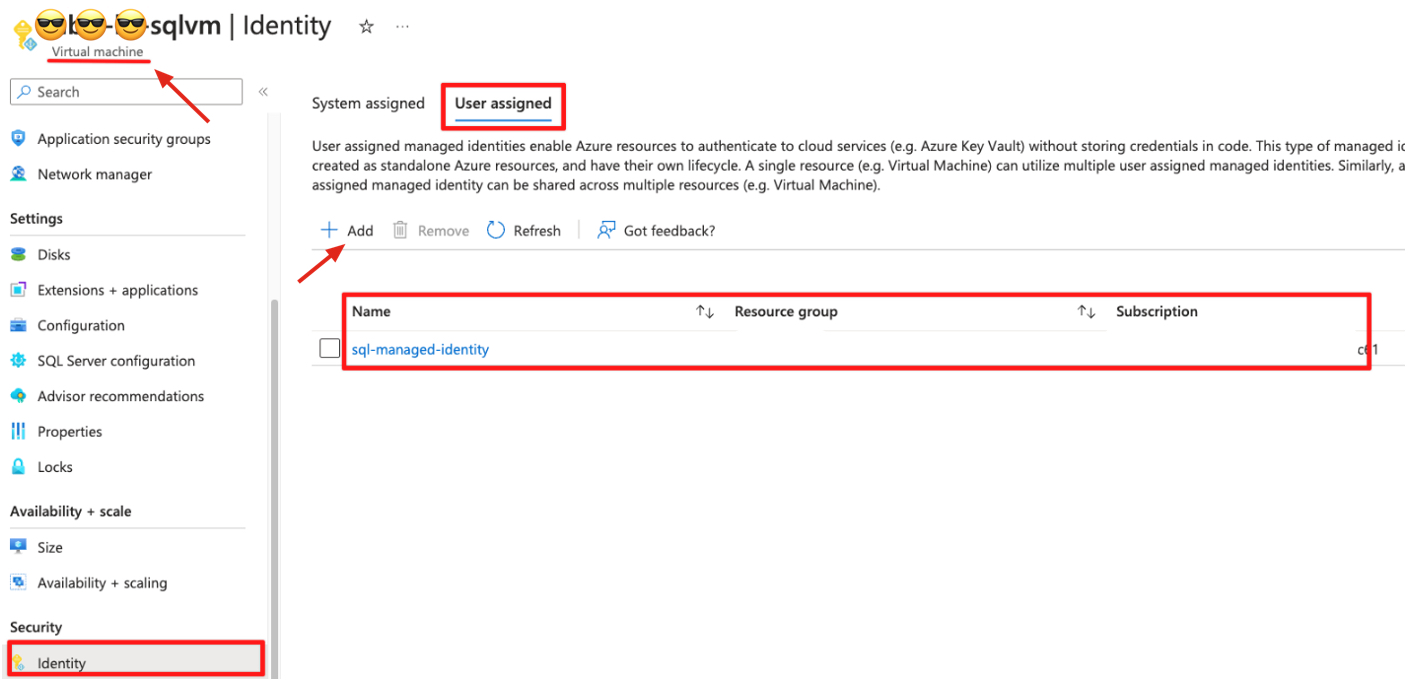 -sqlvm | Identity
Virtual machine
Search
Application security groups
Network manager
Settings
Disks
Extensions + applications
Configuration
SQL Server configuration
Advisor recommendations
Properties
Locks
Availability + scale
Size
Availability + scaling
Security
Identity
System assigned
User assigned
User assigned managed identities enable Azure resources to authenticate to cloud services (e.g. Azure Key Vault) without storing credentials in code. This type of managed
created as standalone Azure resources, and have their own lifecycle. A single resource (e.g. Virtual Machine) can utilize multiple user assigned managed identities. Similarly, a
assigned managed identity can be shared across multiple resources (e.g. Virtual Machine).
Add Remove Refresh Got feedback?
Name Resource group Subscription
sql-managed-identity